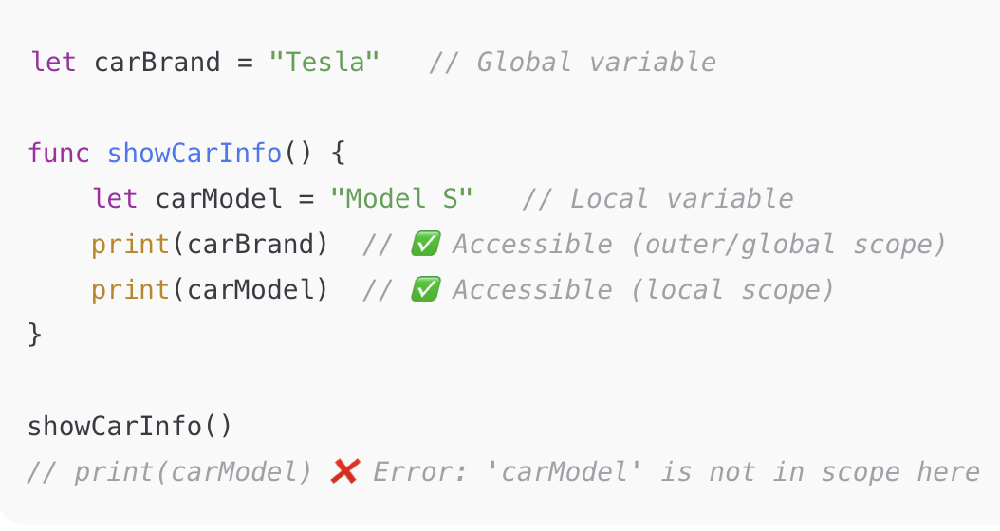 let carBrand = "Tesla"   // Global variable

func showCarInfo() {
    let carModel = "Model S"   // Local variable
    print(carBrand)  // ✅ Accessible (outer/global scope)
    print(carModel)  // ✅ Accessible (local scope)
}

showCarInfo()
// print(carModel) ❌ Error: 'carModel' is not in scope here